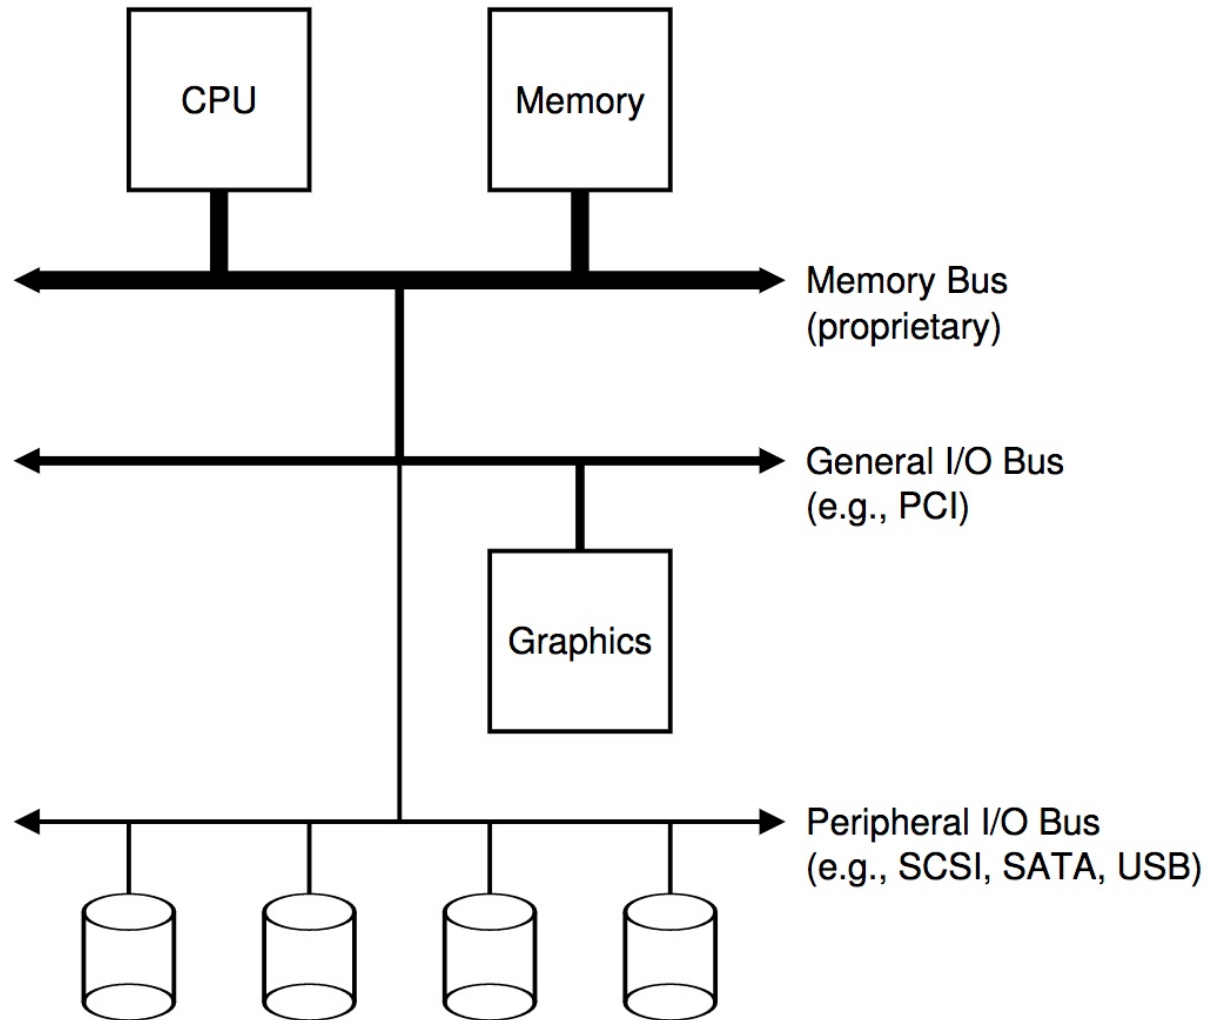 CPU
Memory
Memory Bus
(proprietary)
General I/O Bus
(e.g., PCI)
Graphics
Peripheral I/O Bus
(e.g., SCSI, SATA, USB)